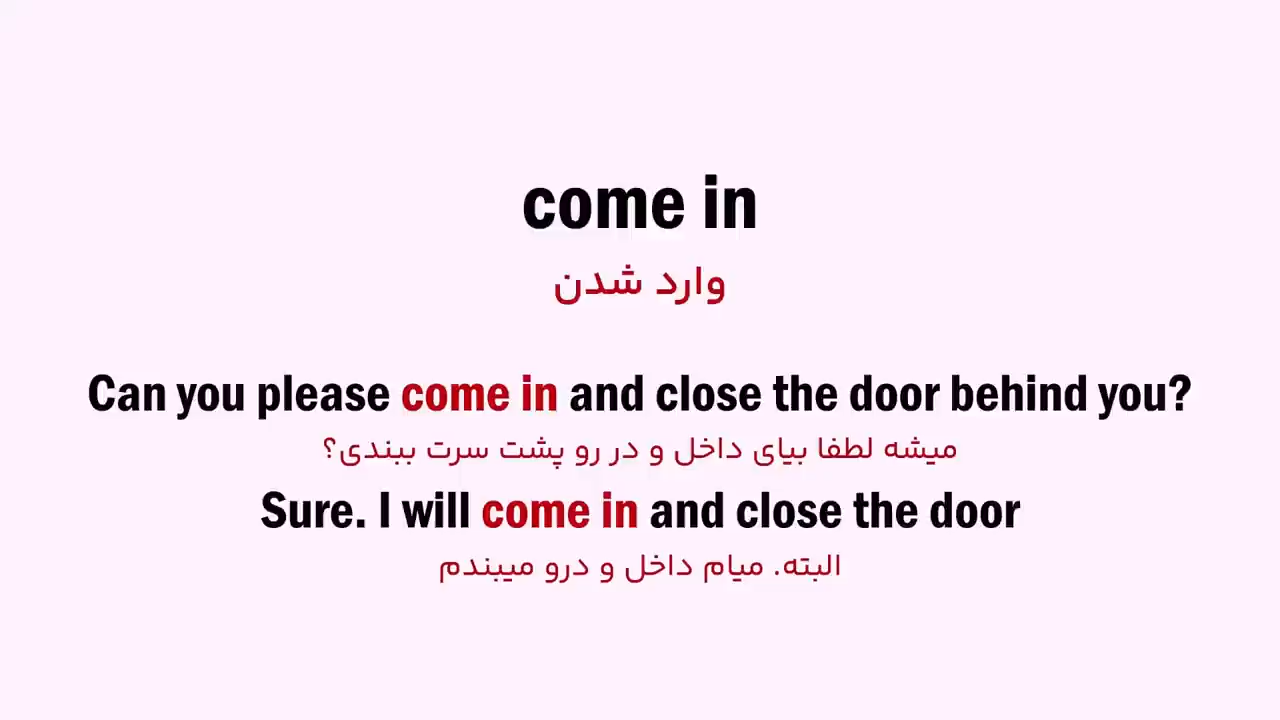 come in
وارد شدن
Can you please come in and close the door behind you?
میشه لطفا بیای داخل و در رو پشت سرت ببندی؟
Sure. I will come in and close the door
البته. میام داخل و درو میبندم